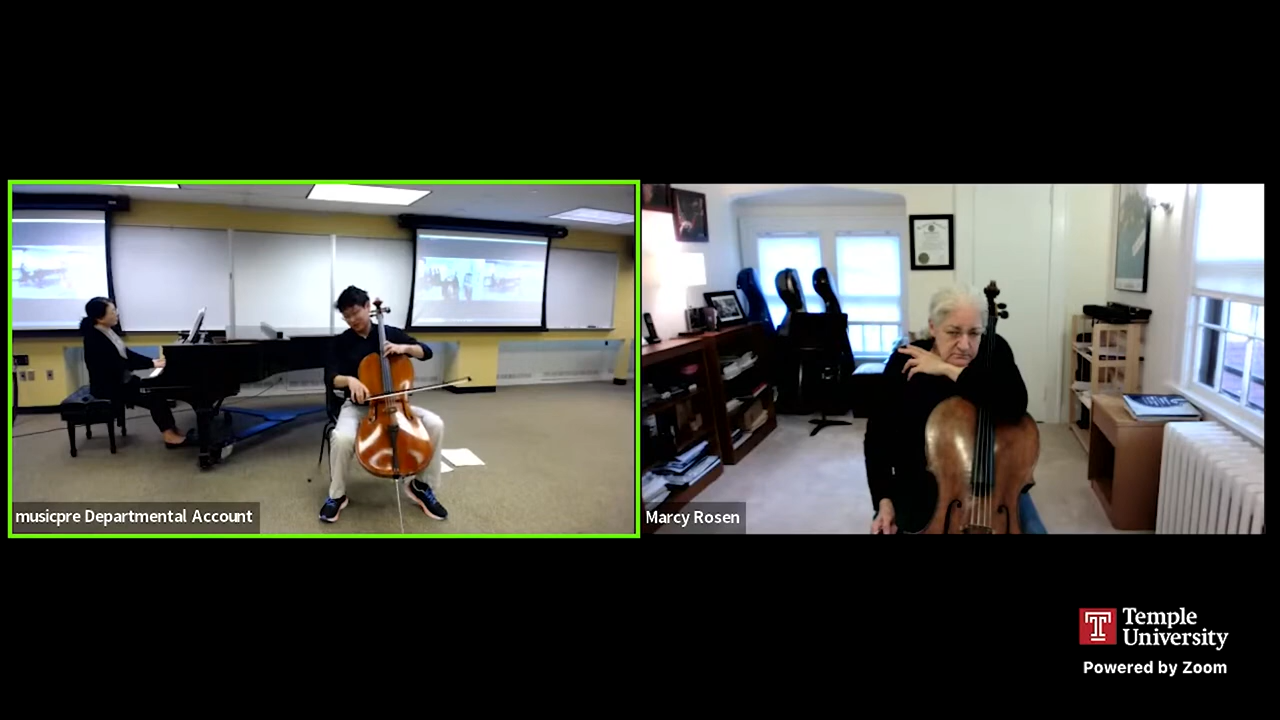 musicpre Departmental Account
Marcy Rosen
Temple
University
Powered by Zoom